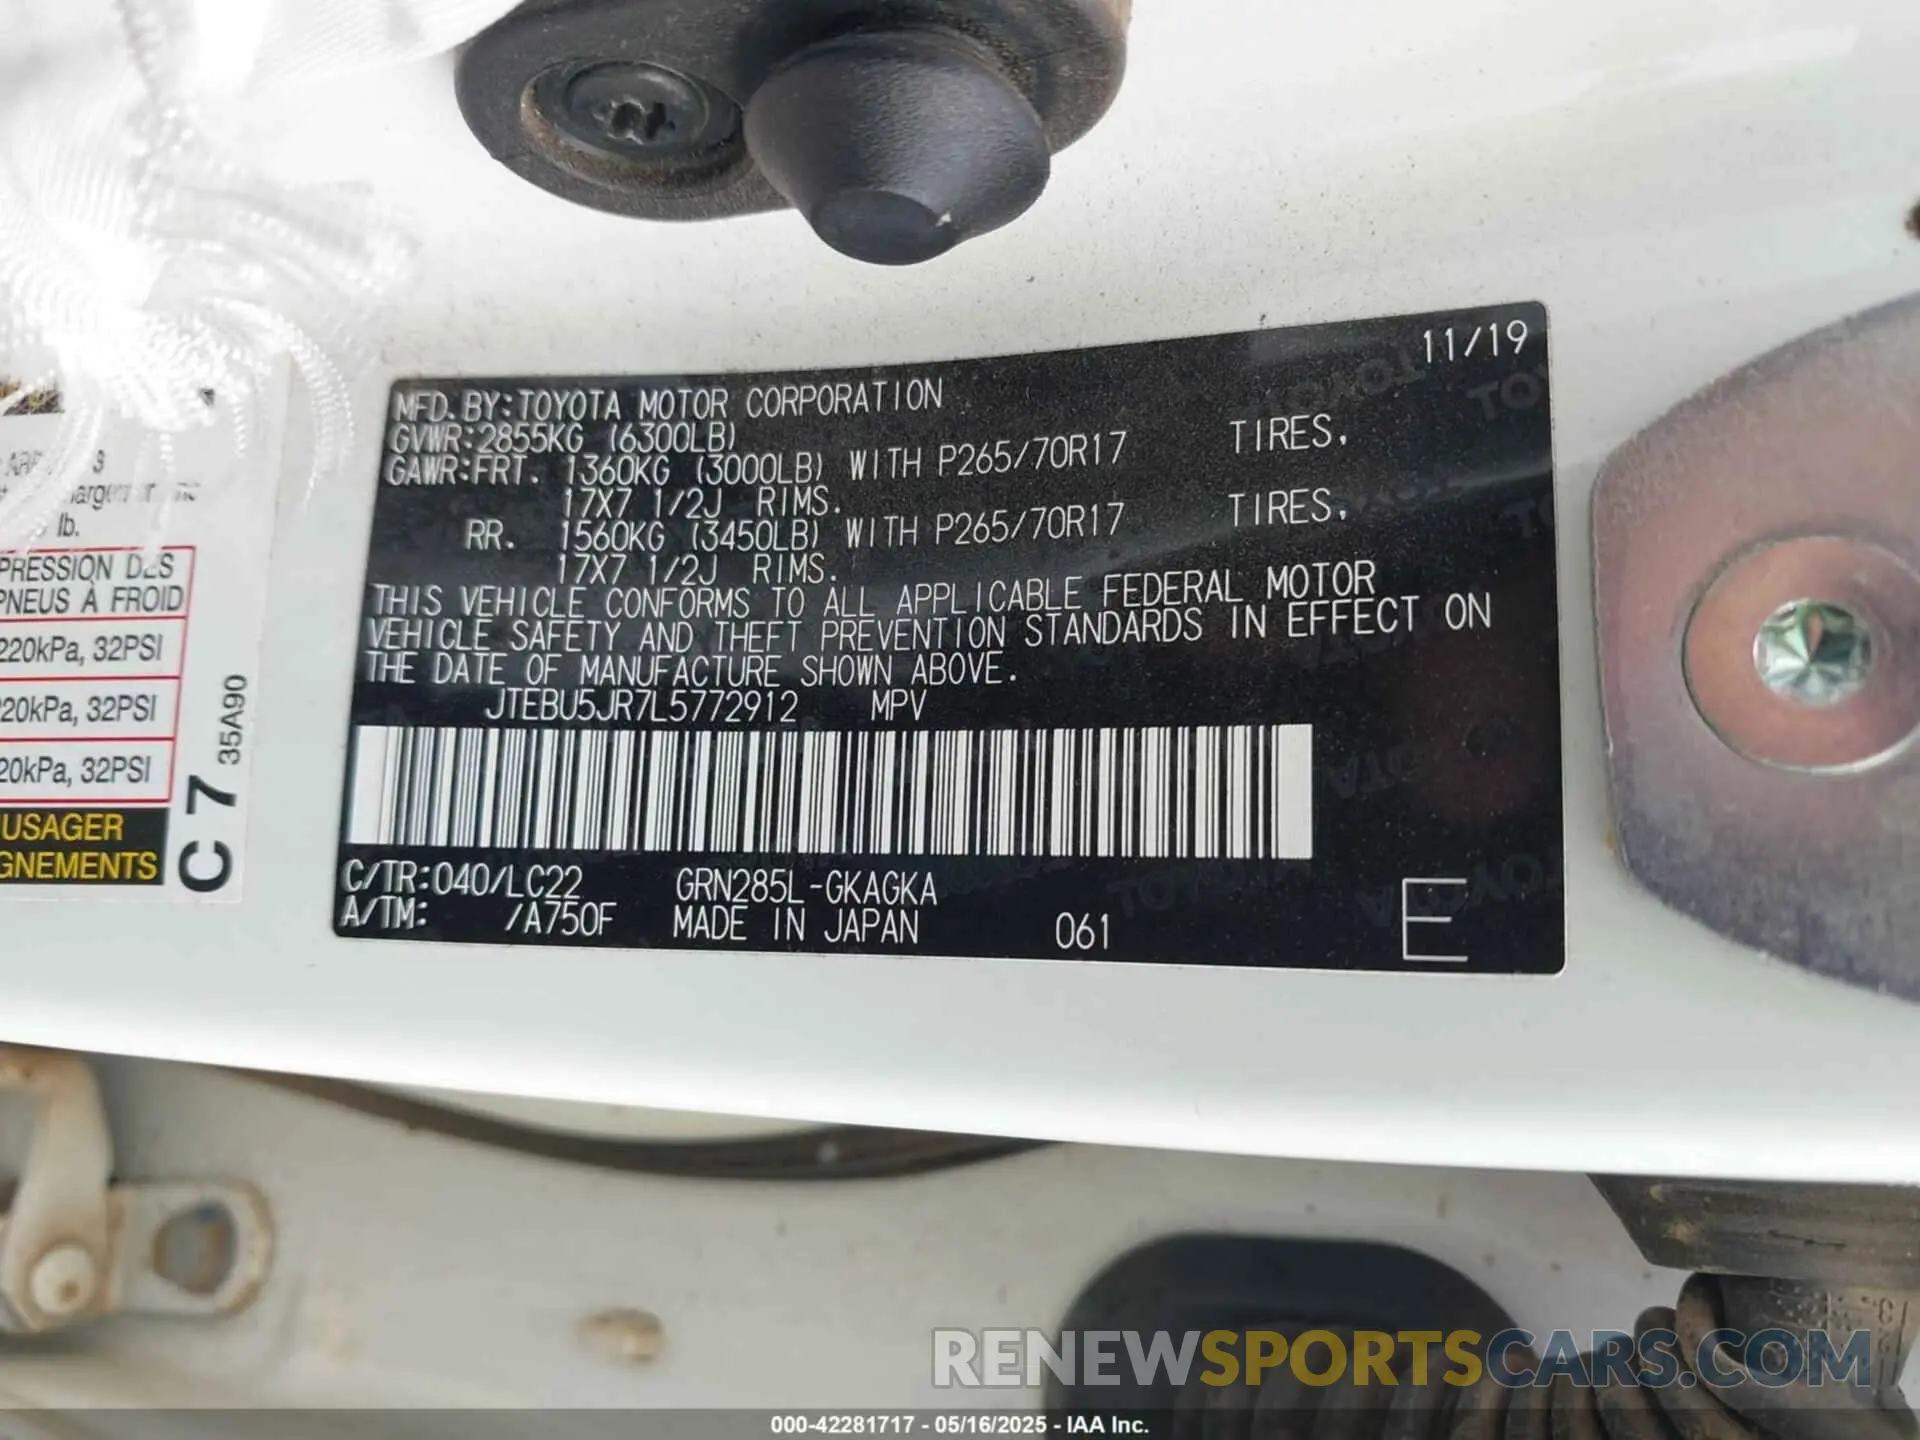 11/19
MFD. BY:TOYOTA MOTOR CORPORATION
GVWR:2855KG (6300LB)
GAWR:FRT. 1360KG (3000LB) WITH P265/70R17 TIRES,
17X7 1/2J RIMS.
RR. 1560KG (3450LB) WITH P265/70R17 TIRES,
17X7 1/2J RIMS.
THIS VEHICLE CONFORMS TO ALL APPLICABLE FEDERAL MOTOR
VEHICLE SAFETY AND THEFT PREVENTION STANDARDS IN EFFECT ON
THE DATE OF MANUFACTURE SHOWN ABOVE.
JTEBU5JR7L5772912 MPV
C/TR:040/LC22 GRN285L-GKAGKA
A/TM: /A750F MADE IN JAPAN 061
E
lb.
PRESSION DES
PNEUS À FROID
220kPa, 32PSI
20kPa, 32PSI
20kPa, 32PSI
USAGER
GNEMENTS
C 7 35A90
RENEWSPORTSCARS.COM
000-42281717 - 05/16/2025 - IAA Inc.